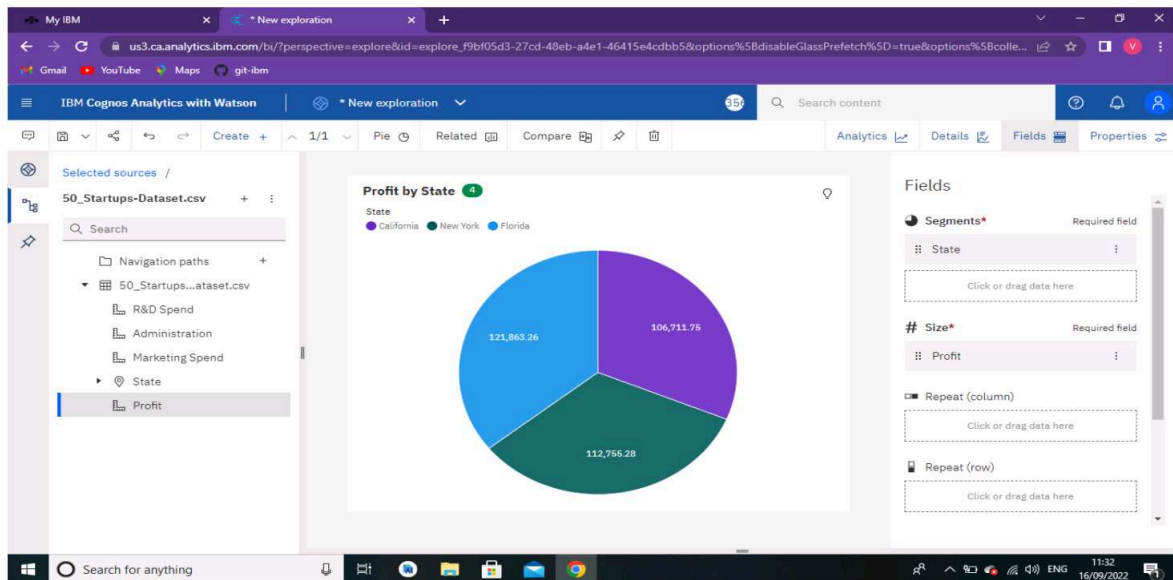 My IBM
* New exploration
us3.ca.analytics.ibm.com/bi/?perspective=explore&id=explore_f9bf05d3-27cd-48eb-a4e1-46415e4cdbb5&options%5BdisableGlassPrefetch%5D=true&options%5Bcolle...
Gmail YouTube Maps git-ibm
IBM Cognos Analytics with Watson * New exploration Search content
Create + 1/1 Pie Related Compare Analytics Details Fields Properties
Selected sources /
50_Startups-Dataset.csv
Search
Navigation paths
50_Startups...ataset.csv
R&D Spend
Administration
Marketing Spend
State
Profit
Profit by State 4
State
California New York Florida
121,863.26
106,711.75
112,755.28
Fields
Segments* Required field
State
Click or drag data here
# Size* Required field
Profit
Repeat (column)
Click or drag data here
Repeat (row)
Click or drag data here
Search for anything
ENG
11:32
16/09/2022